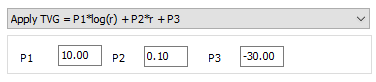 Apply TVG = P1*log(r) + P2*r + P3
P1 10.00 P2 0.10 P3 -30.00